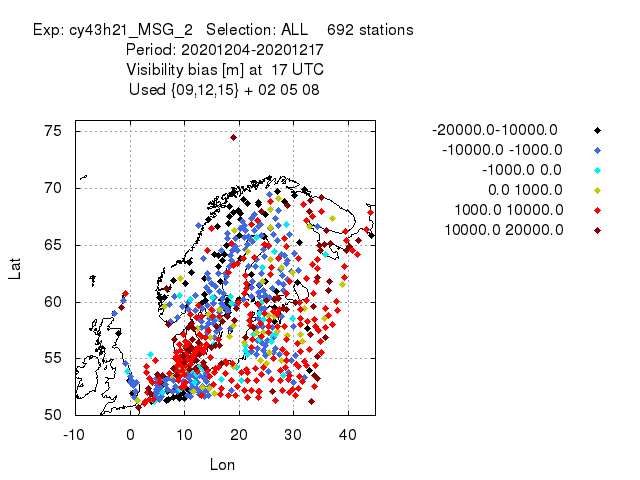 Exp: cy43h21_MSG_2 Selection: ALL 692 stations
Period: 20201204-20201217
Visibility bias [m] at 17 UTC
Used {09,12,15} + 02 05 08
-20000.0-10000.0
-10000.0 -1000.0
-1000.0 0.0
0.0 1000.0
1000.0 10000.0
10000.0 20000.0
Lat
75
70
65
60
55
50
-10 0 10 20 30 40
Lon